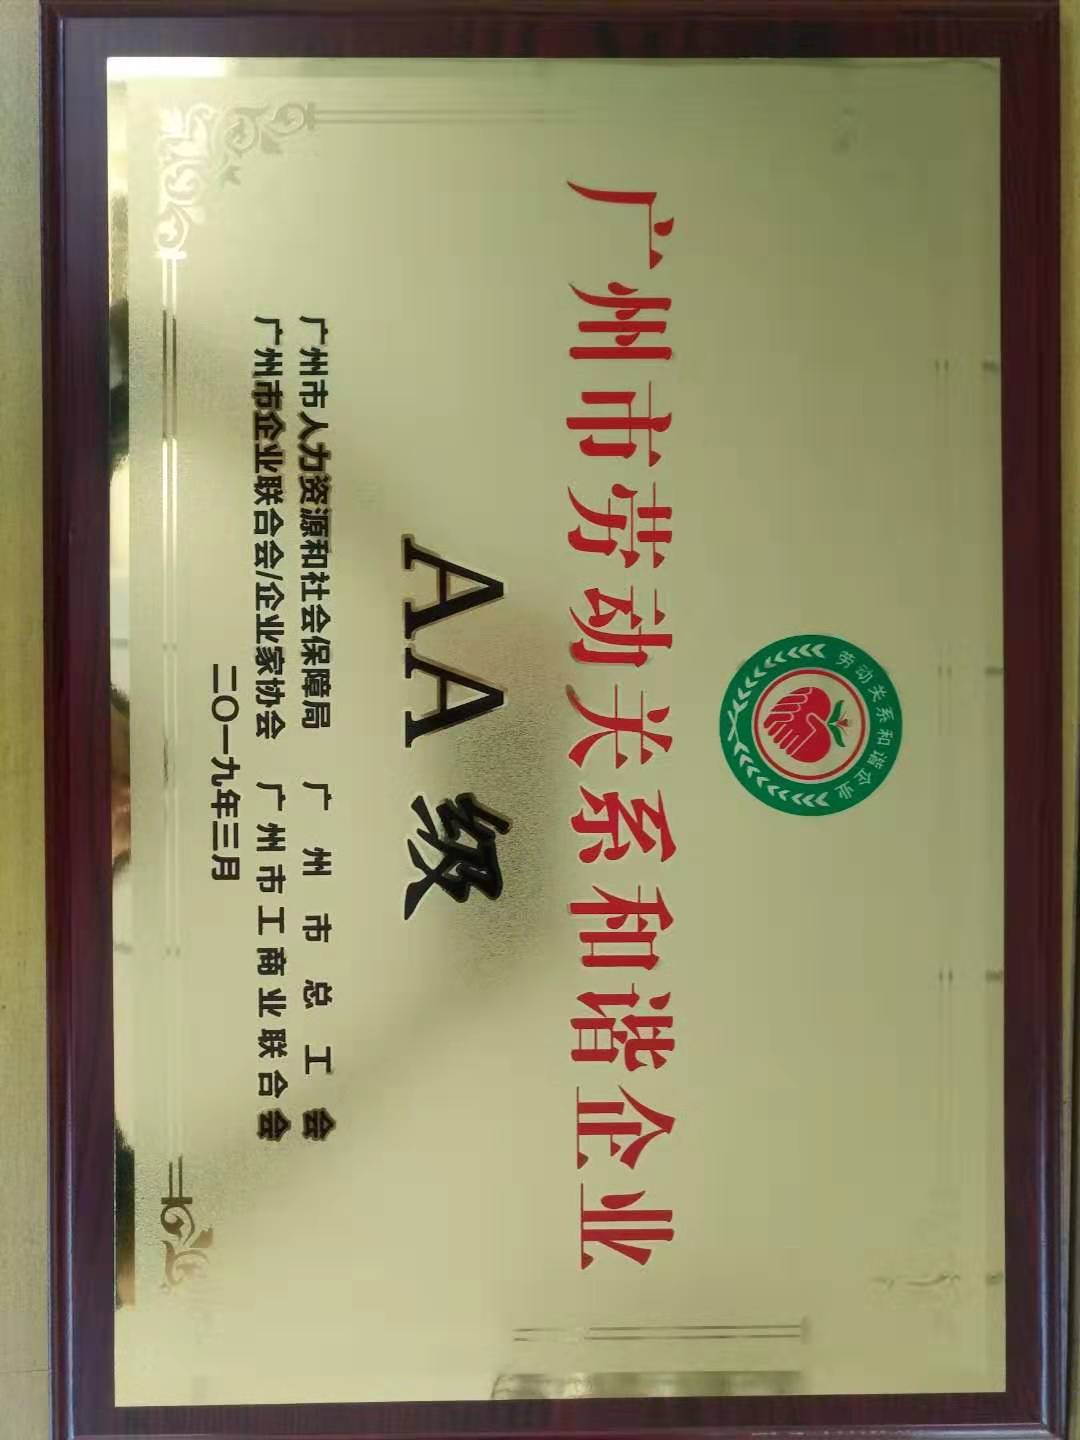 劳动关系和谐企业
广州市劳动关系和谐企业
AA级
广州市人力资源和社会保障局 广州市总工会
广州市企业联合会/企业家协会 广州市工商业联合会
二〇一九年三月